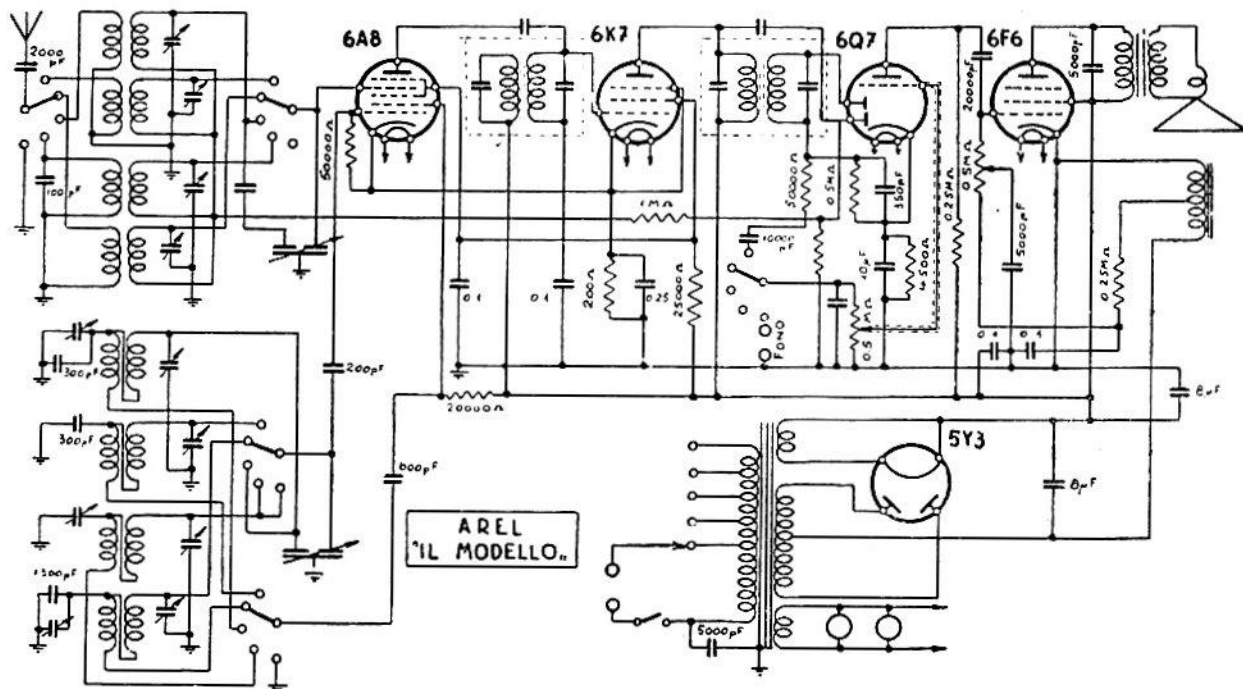 2000 pF
6A8
6K7
6Q7
6F6
20000 pF
5000 pF
50000 Ω
100 pF
1 MΩ
50000 Ω
0.5 MΩ
350 pF
0.25 MΩ
0.5 MΩ
10000 pF
5000 pF
0.1
0.1
200 Ω
0.25
25000 Ω
10 µF
4500 Ω
0.5 MΩ
FONO
0.25 MΩ
0.1
0.1
300 pF
200 pF
20000 Ω
8 µF
300 pF
600 pF
5Y3
8 µF
AREL
"IL MODELLO"
1300 pF
5000 pF